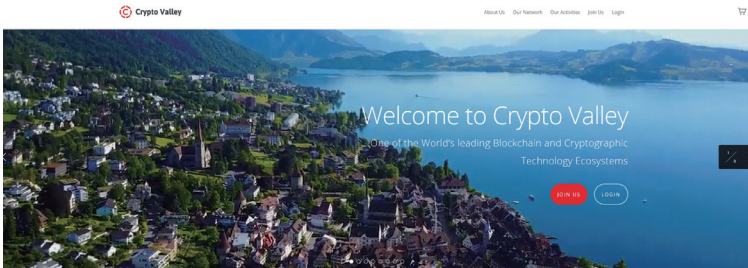 Crypto Valley
About Us Our Network Our Activities Join Us Login
Welcome to Crypto Valley
One of the World's leading Blockchain and Cryptographic
Technology Ecosystems
JOIN US LOGIN